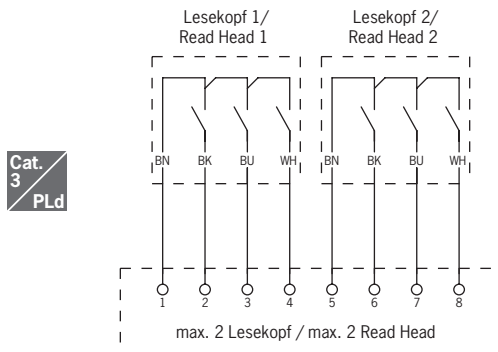 Lesekopf 1/
Read Head 1
Lesekopf 2/
Read Head 2
BN BK BU WH BN BK BU WH
Cat.
3
PLd
1 2 3 4 5 6 7 8
max. 2 Lesekopf / max. 2 Read Head